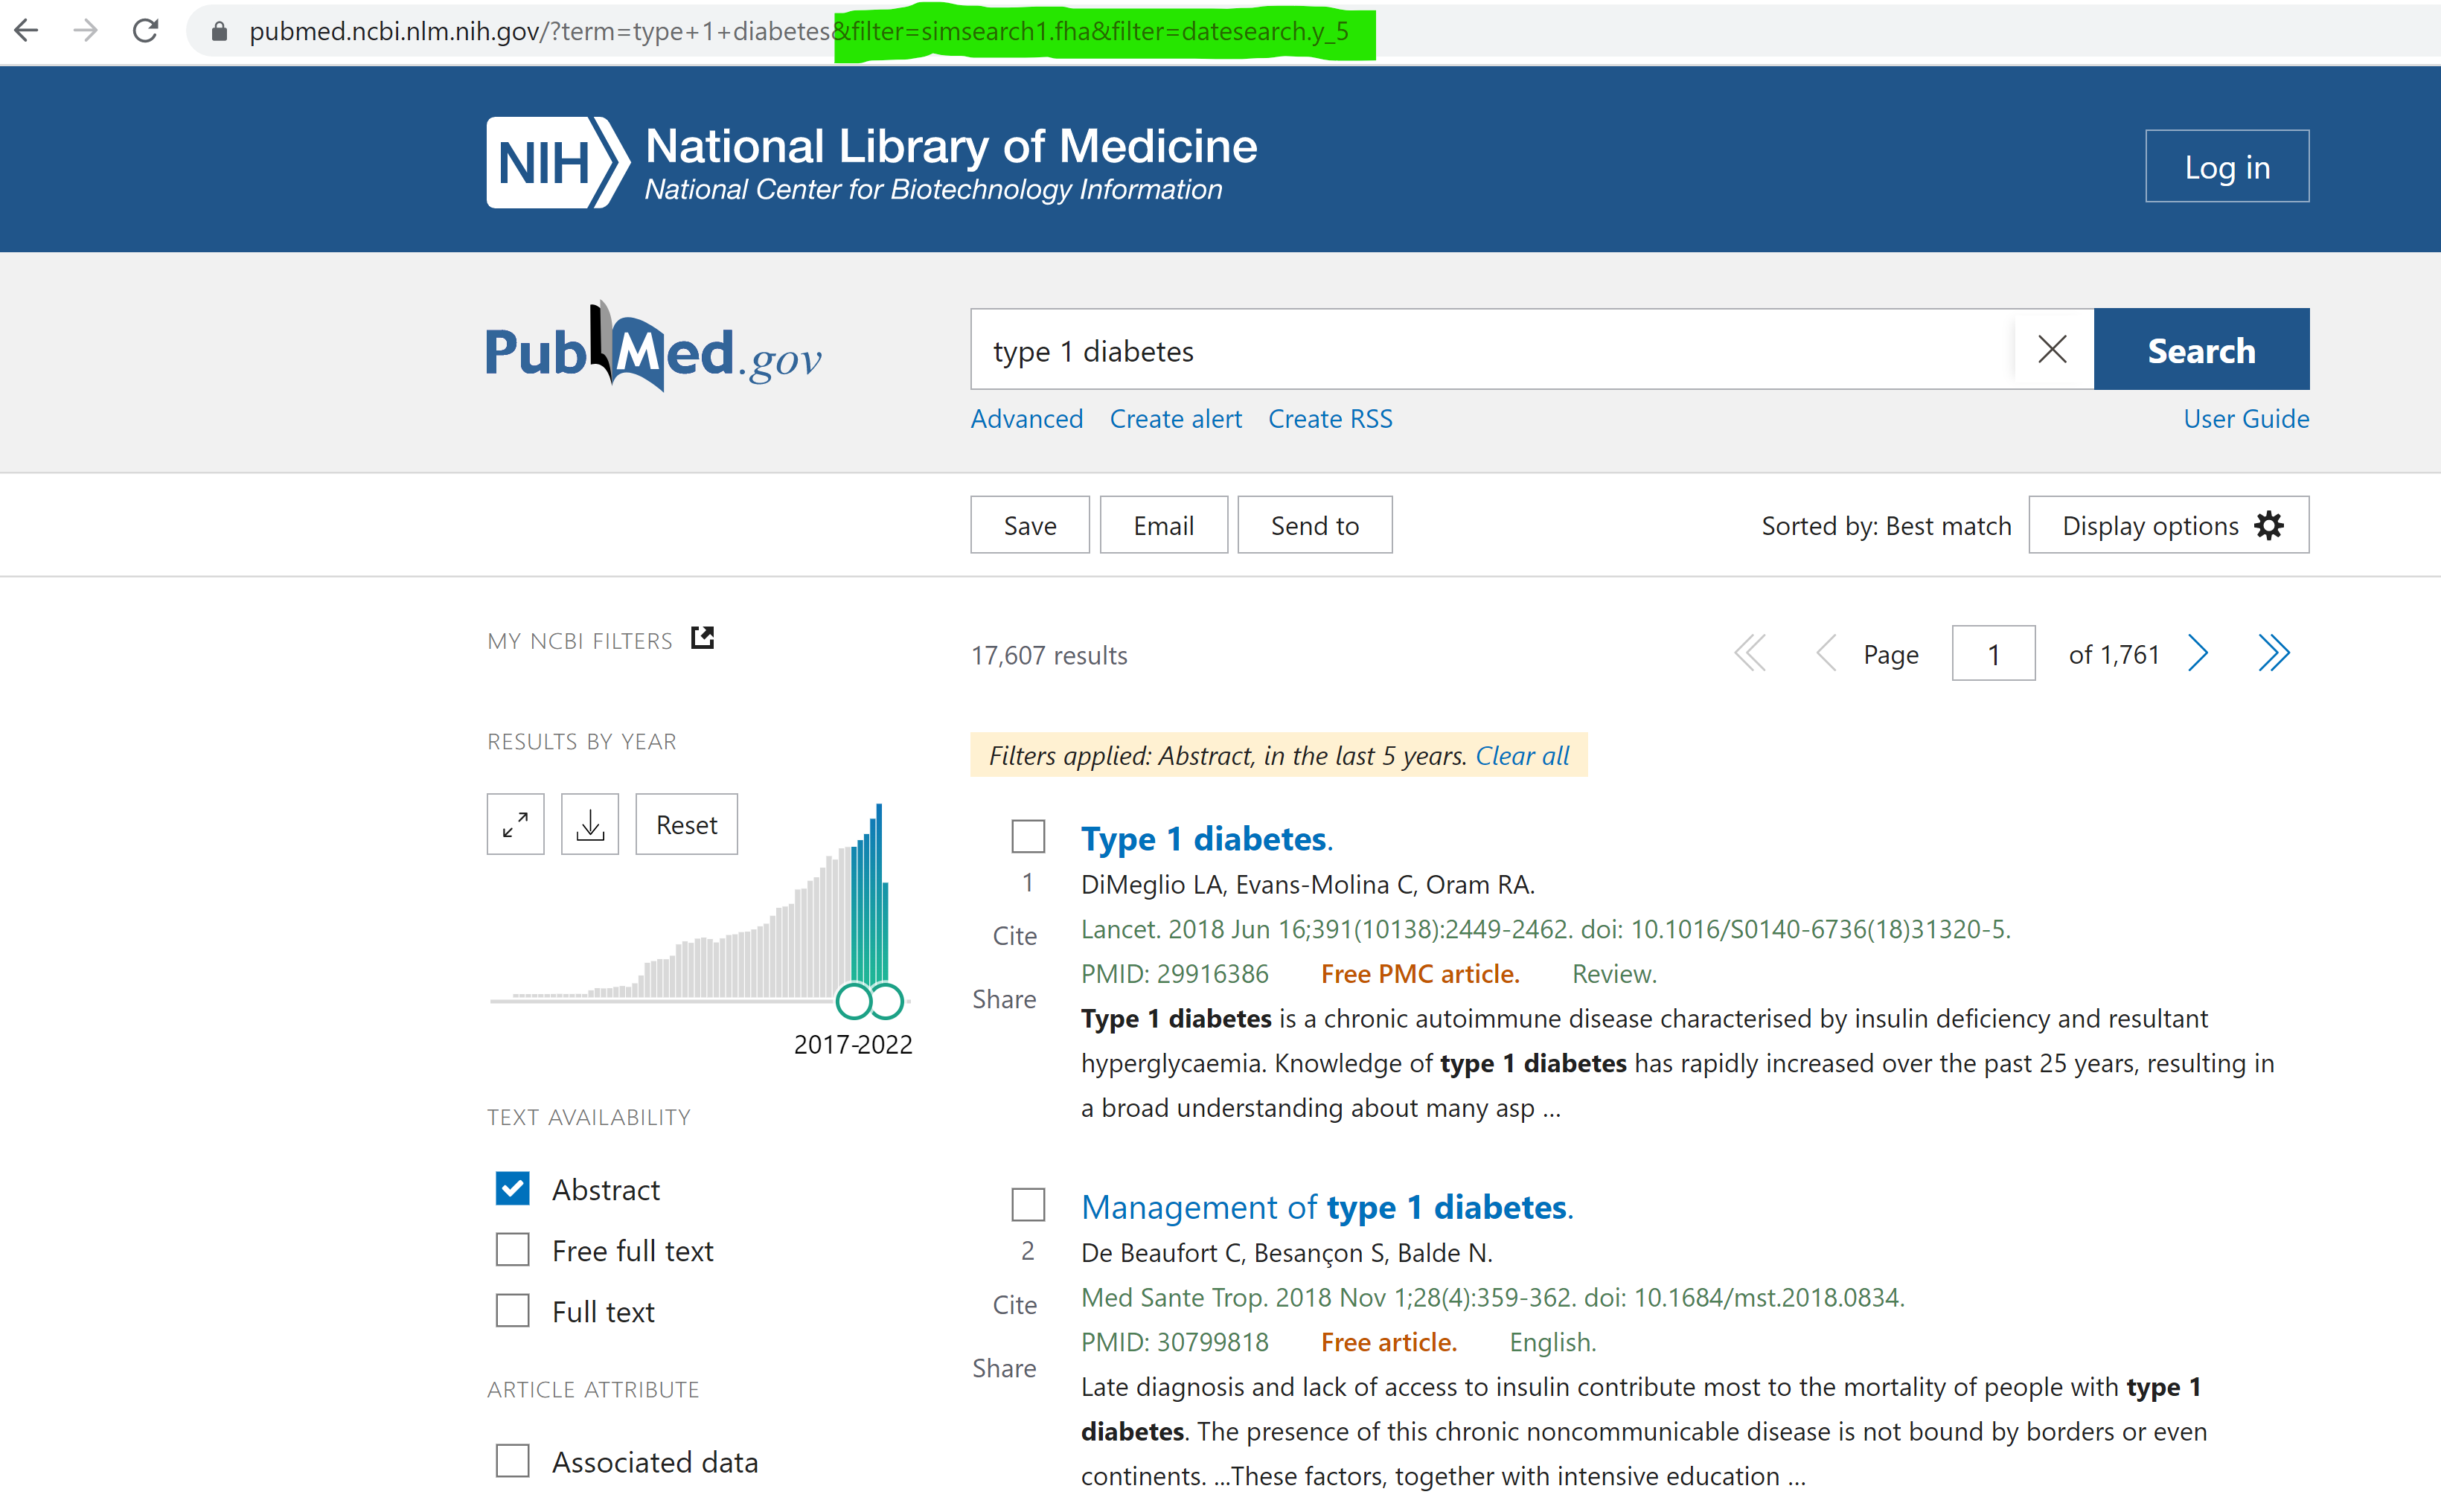 pubmed.ncbi.nlm.nih.gov/?term=type+1+diabetes&filter=simsearch1.fha&filter=datesearch.y_5
NIH
National Library of Medicine
National Center for Biotechnology Information
Log in
PubMed.gov
type 1 diabetes
Search
Advanced Create alert Create RSS User Guide
Save Email Send to Sorted by: Best match Display options
MY NCBI FILTERS
17,607 results
Page 1 of 1,761
RESULTS BY YEAR
Reset
2017-2022
TEXT AVAILABILITY
Abstract
Free full text
Full text
ARTICLE ATTRIBUTE
Associated data
Filters applied: Abstract, in the last 5 years. Clear all
Type 1 diabetes.
1
DiMeglio LA, Evans-Molina C, Oram RA.
Cite
Lancet. 2018 Jun 16;391(10138):2449-2462. doi: 10.1016/S0140-6736(18)31320-5.
PMID: 29916386 Free PMC article. Review.
Share
Type 1 diabetes is a chronic autoimmune disease characterised by insulin deficiency and resultant
hyperglycaemia. Knowledge of type 1 diabetes has rapidly increased over the past 25 years, resulting in
a broad understanding about many asp ...
Management of type 1 diabetes.
2
De Beaufort C, Besançon S, Balde N.
Cite
Med Sante Trop. 2018 Nov 1;28(4):359-362. doi: 10.1684/mst.2018.0834.
PMID: 30799818 Free article. English.
Share
Late diagnosis and lack of access to insulin contribute most to the mortality of people with type 1
diabetes. The presence of this chronic noncommunicable disease is not bound by borders or even
continents. ...These factors, together with intensive education ...